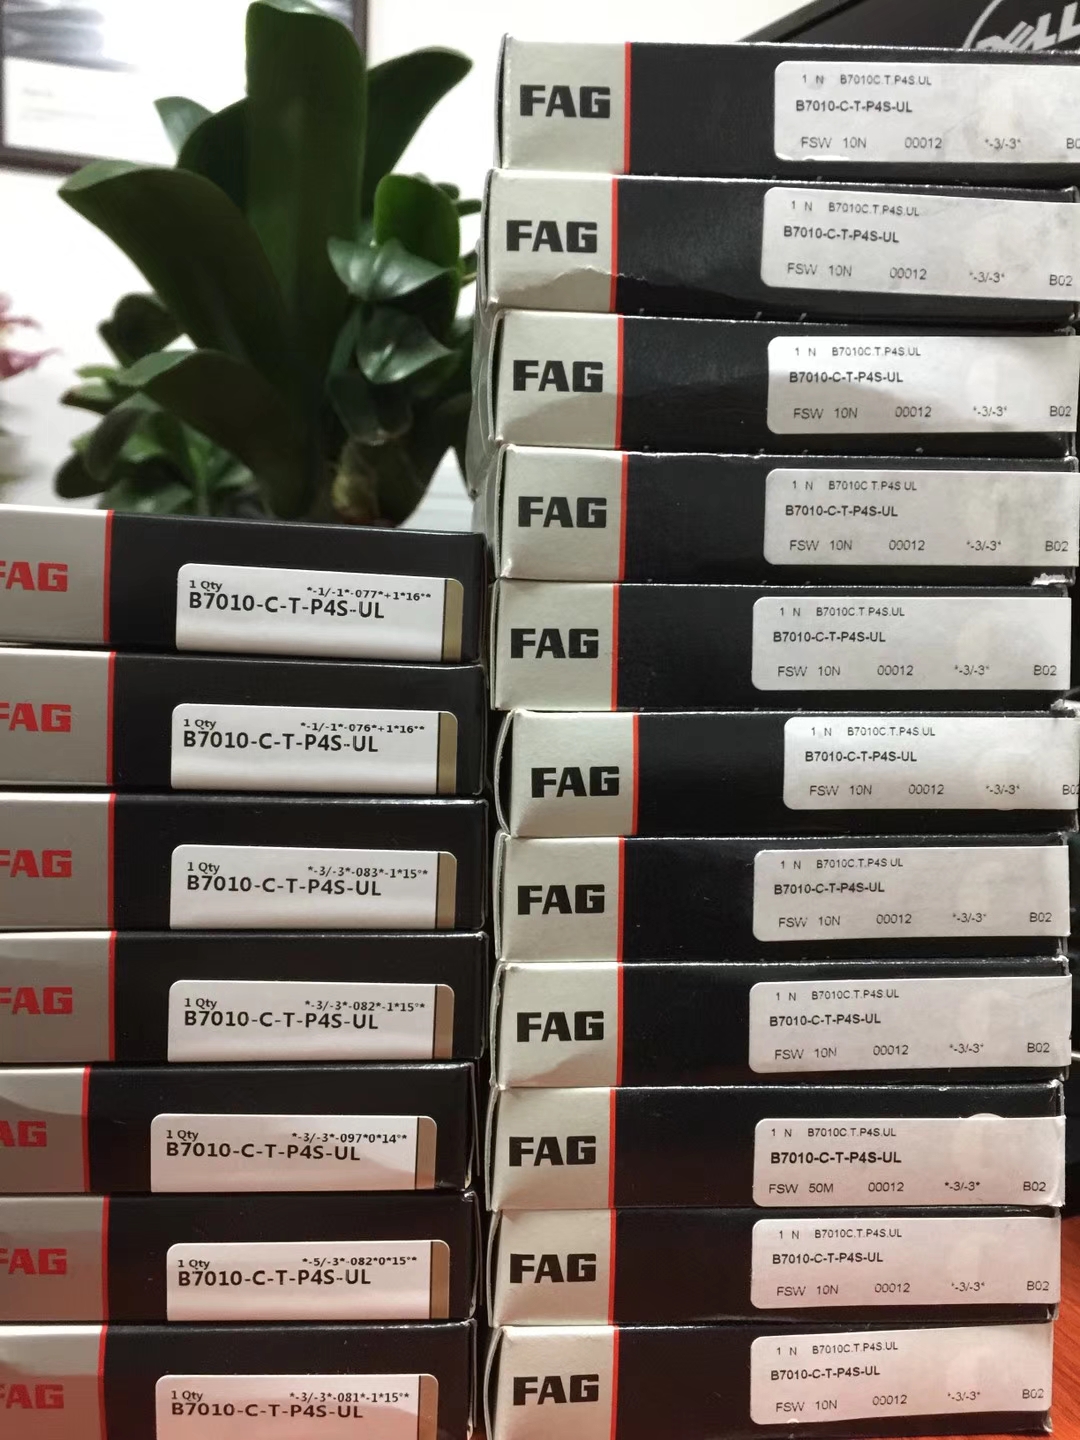 DELL
FAG
1 N B7010C.T.P4S.UL
B7010-C-T-P4S-UL
FSW 10N 00012 *-3/-3*
FAG
1 N B7010C.T.P4S.UL
B7010-C-T-P4S-UL
FSW 10N 00012 *-3/-3* B02
FAG
1 N B7010C.T.P4S.UL
B7010-C-T-P4S-UL
FSW 10N 00012 *-3/-3* B02
FAG
1 N B7010C.T.P4S.UL
B7010-C-T-P4S-UL
FSW 10N 00012 *-3/-3* B02
FAG
1 N B7010C.T.P4S.UL
B7010-C-T-P4S-UL
FSW 10N 00012 *-3/-3* B02
FAG
1 N B7010C.T.P4S.UL
B7010-C-T-P4S-UL
FSW 10N 00012 *-3/-3* B02
FAG
1 N B7010C.T.P4S.UL
B7010-C-T-P4S-UL
FSW 10N 00012 *-3/-3* B02
FAG
1 N B7010C.T.P4S.UL
B7010-C-T-P4S-UL
FSW 10N 00012 *-3/-3* B02
FAG
1 N B7010C.T.P4S.UL
B7010-C-T-P4S-UL
FSW 50M 00012 *-3/-3* B02
FAG
1 N B7010C.T.P4S.UL
B7010-C-T-P4S-UL
FSW 10N 00012 *-3/-3* B02
FAG
1 N B7010C.T.P4S.UL
B7010-C-T-P4S-UL
FSW 10N 00012 *-3/-3* B02
FAG
1 Qty *-1/-1*-077*+1*16°*
B7010-C-T-P4S-UL
FAG
1 Qty *-1/-1*-076*+1*16°*
B7010-C-T-P4S-UL
FAG
1 Qty *-3/-3*-083*-1*15°*
B7010-C-T-P4S-UL
FAG
1 Qty *-3/-3*-082*-1*15°*
B7010-C-T-P4S-UL
AG
1 Qty *-3/-3*-097*0*14°*
B7010-C-T-P4S-UL
FAG
1 Qty *-5/-3*-082*0*15°*
B7010-C-T-P4S-UL
FAG
1 Qty *-3/-3*-081*-1*15°*
B7010-C-T-P4S-UL